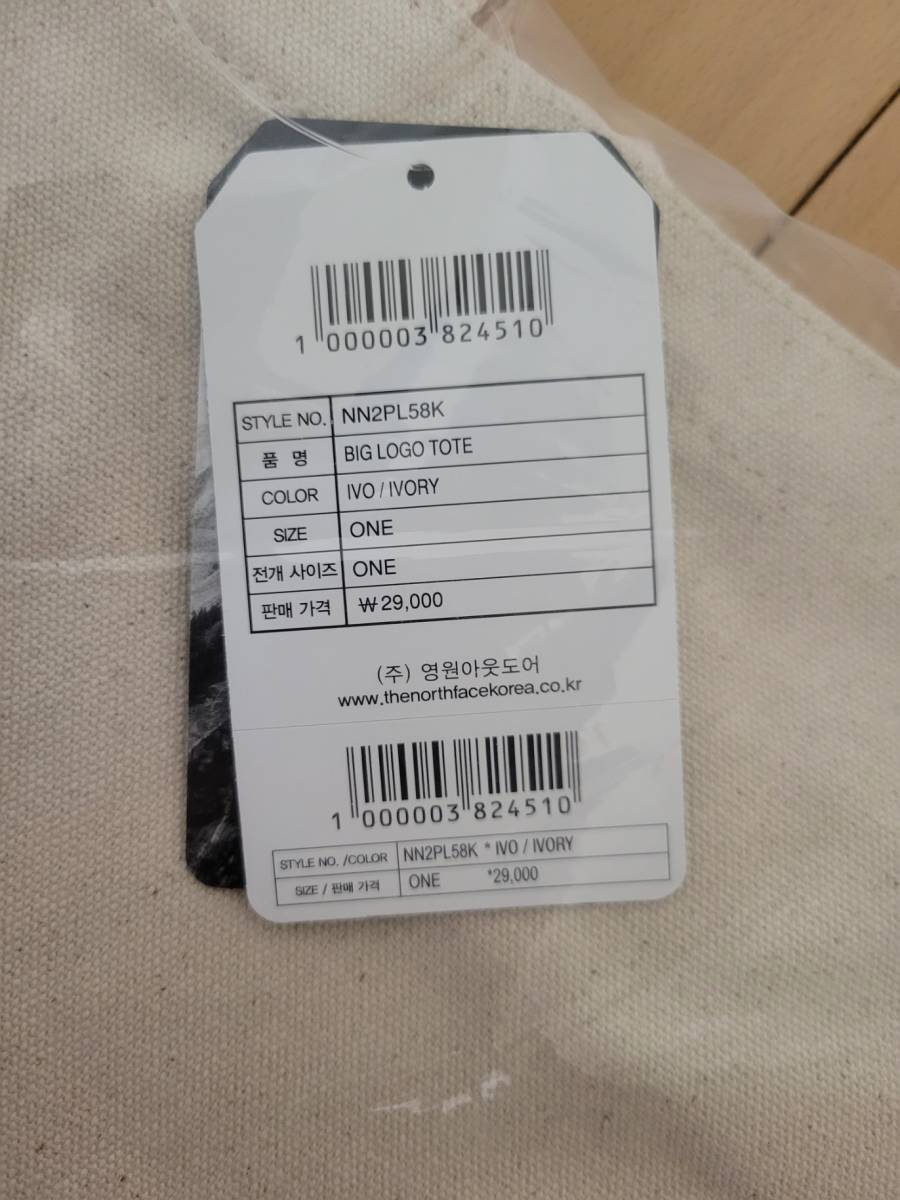 1 000003 824510
STYLE NO. NN2PL58K
품 명 BIG LOGO TOTE
COLOR IVO / IVORY
SIZE ONE
전개 사이즈 ONE
판매 가격 ₩29,000
(주) 영원아웃도어
www.thenorthfacekorea.co.kr
1 000003 824510
STYLE NO. /COLOR NN2PL58K * IVO / IVORY
SIZE / 판매 가격 ONE *29,000